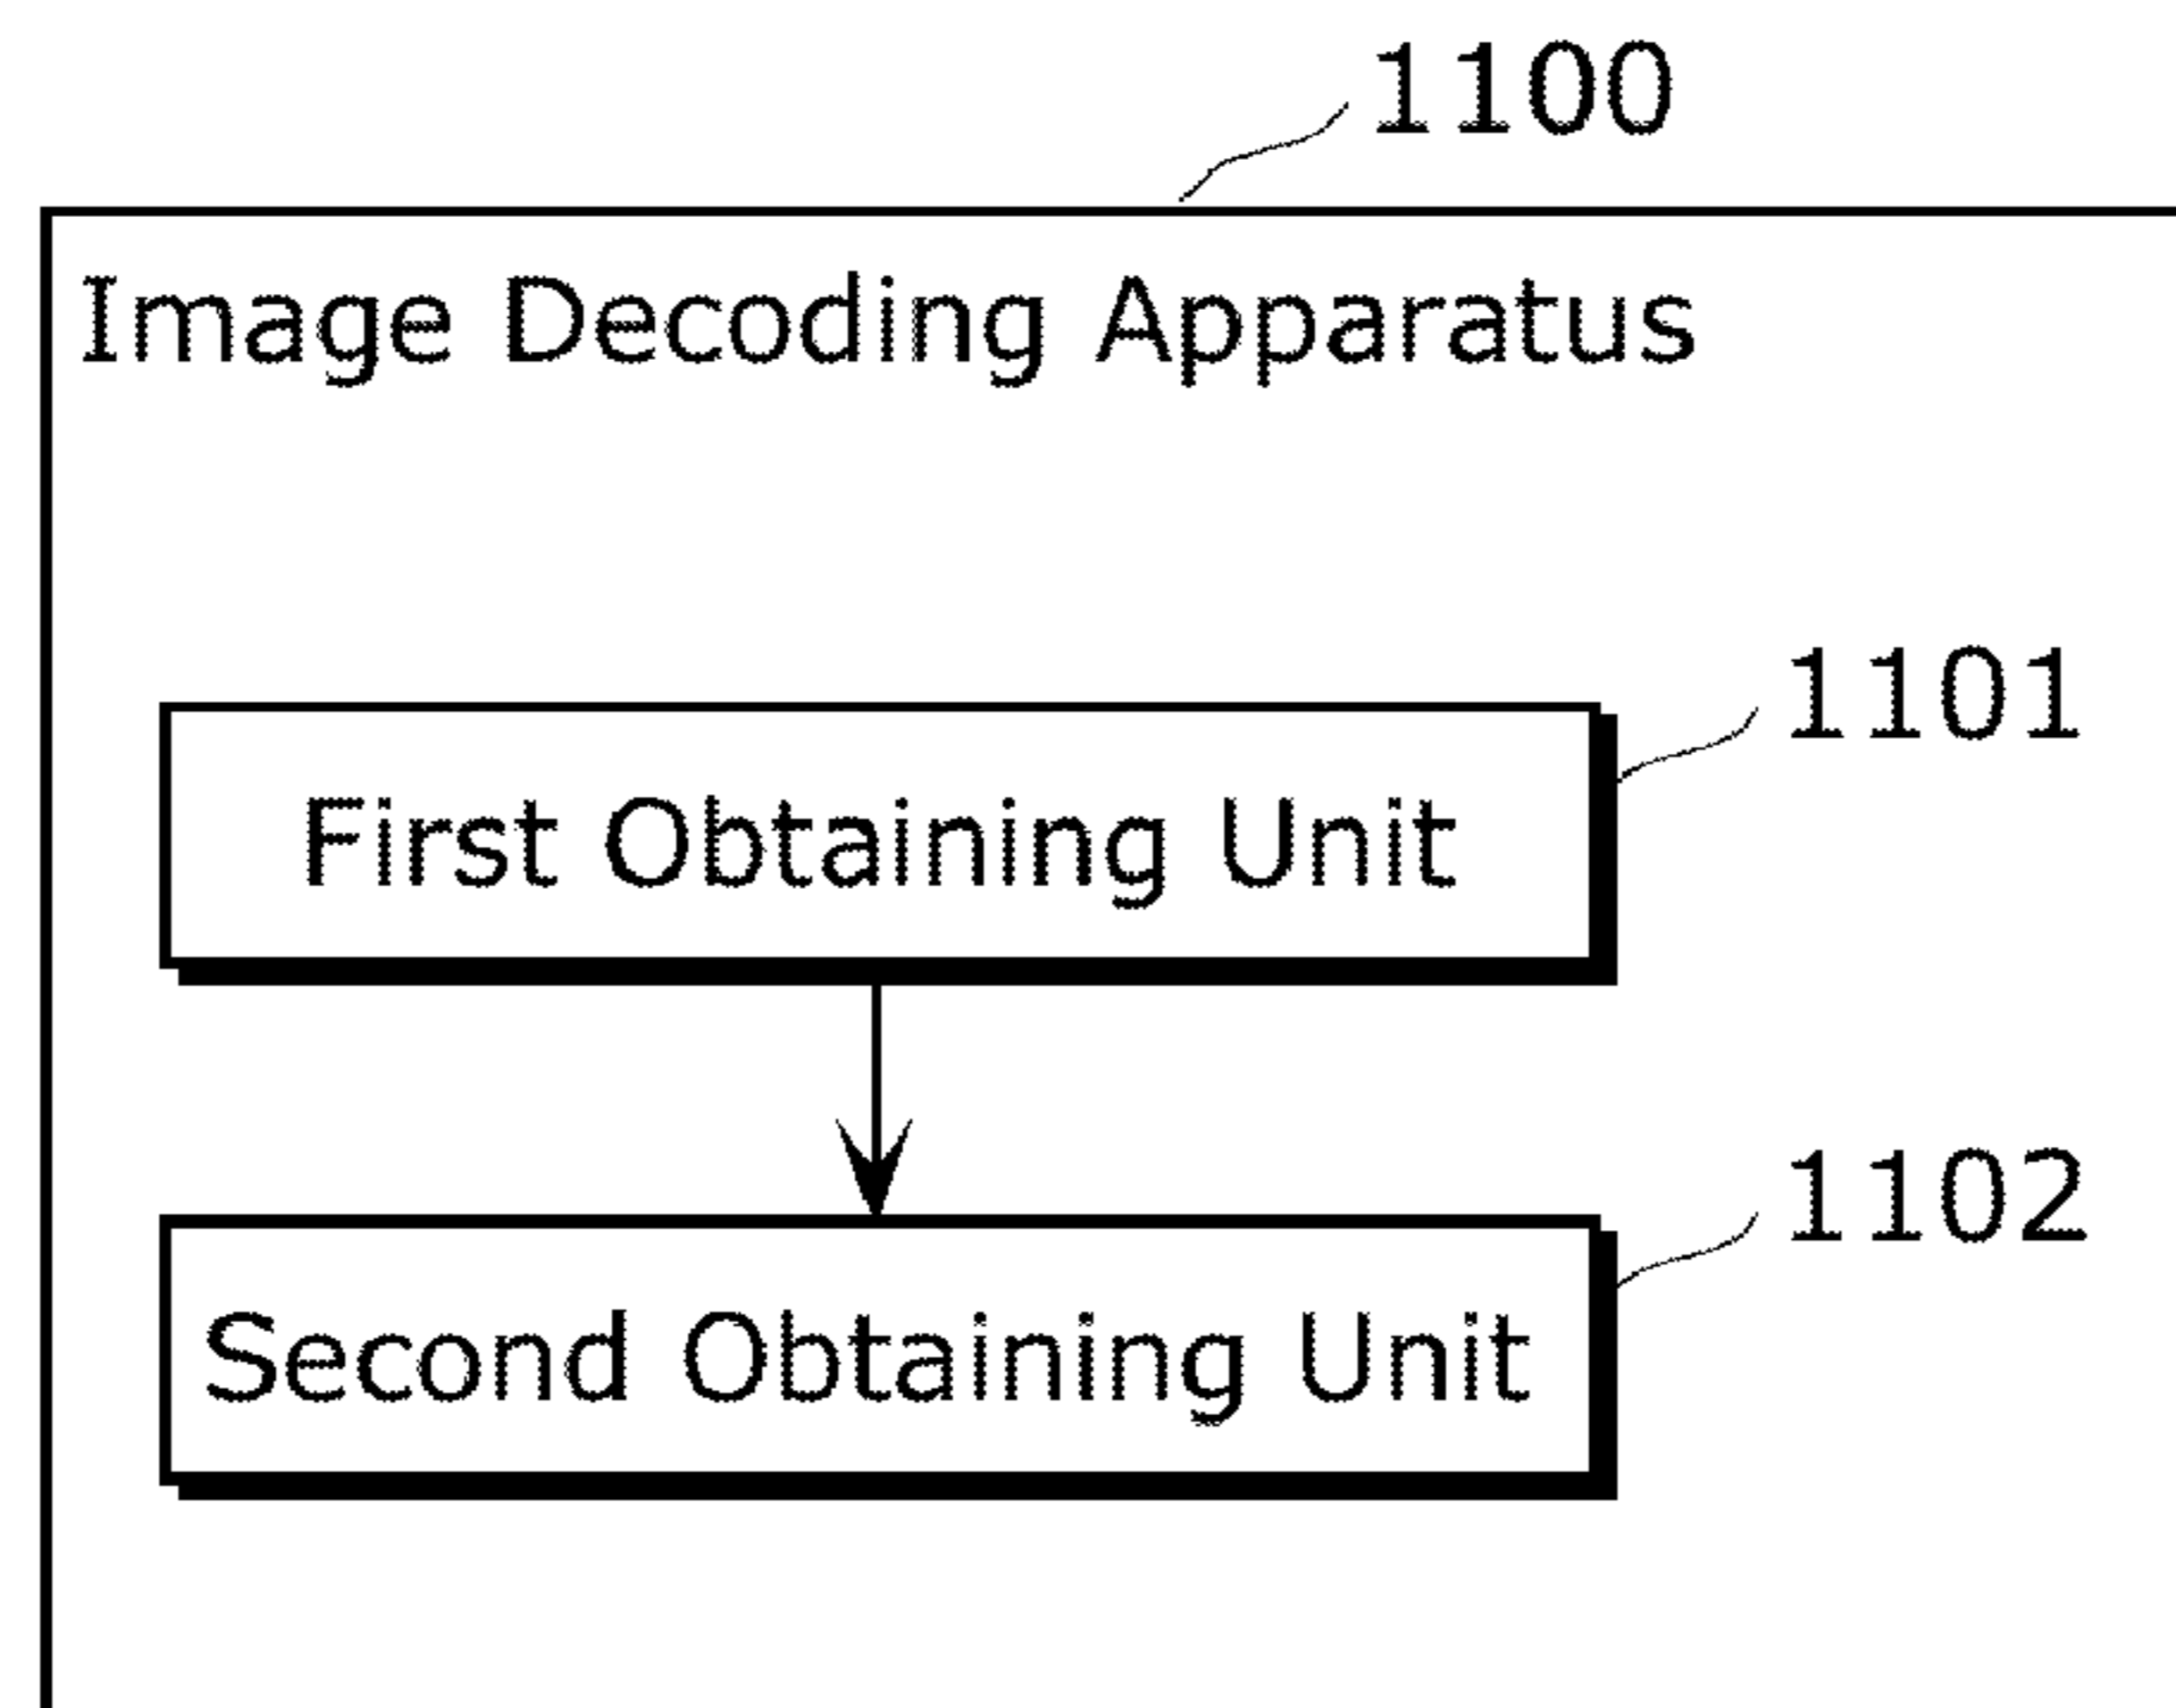 1100
Image Decoding Apparatus
1101
First Obtaining Unit
1102
Second Obtaining Unit